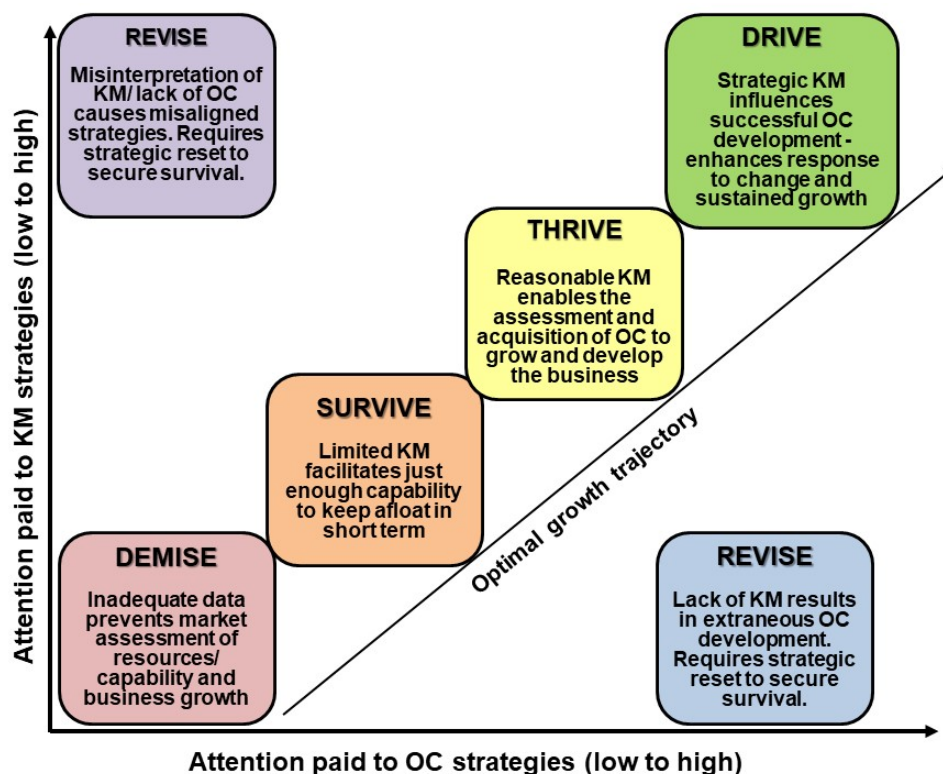 Attention paid to KM strategies (low to high)
REVISE
Misinterpretation of
KM/ lack of OC
causes misaligned
strategies. Requires
strategic reset to
secure survival.
DRIVE
Strategic KM
influences
successful OC
development -
enhances response
to change and
sustained growth
THRIVE
Reasonable KM
enables the
assessment and
acquisition of OC to
grow and develop
the business
SURVIVE
Limited KM
facilitates just
enough capability
to keep afloat in
short term
Optimal growth trajectory
DEMISE
Inadequate data
prevents market
assessment of
resources/
capability and
business growth
REVISE
Lack of KM results
in extraneous OC
development.
Requires strategic
reset to secure
survival.
Attention paid to OC strategies (low to high)